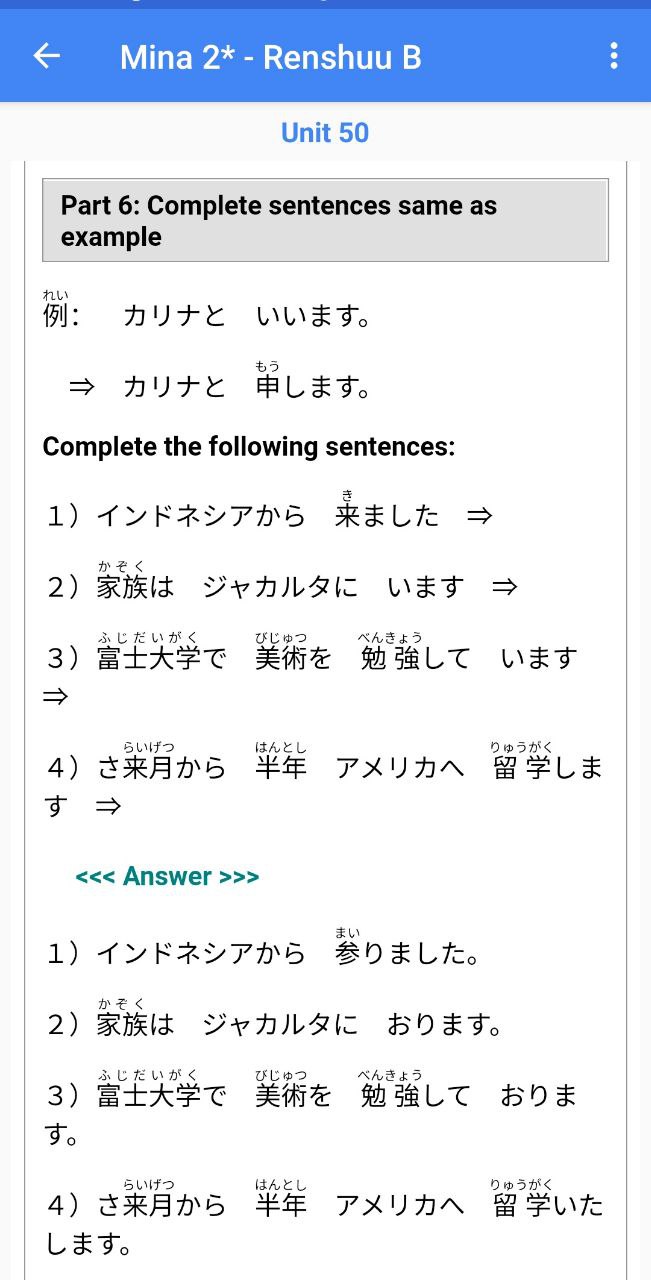 Mina 2* - Renshuu B
Unit 50
Part 6: Complete sentences same as
example
れい
例：　カリナと　いいます。
もう
⇒　カリナと　申します。
Complete the following sentences:
き
1）インドネシアから　来ました　⇒
かぞく
2）家族は　ジャカルタに　います　⇒
ふじだいがく　びじゅつ　べんきょう
3）富士大学で　美術を　勉強して　います
⇒
らいげつ　はんとし　りゅうがく
4）さ来月から　半年　アメリカへ　留学しま
す　⇒
<<< Answer >>>
まい
1）インドネシアから　参りました。
かぞく
2）家族は　ジャカルタに　おります。
ふじだいがく　びじゅつ　べんきょう
3）富士大学で　美術を　勉強して　おりま
す。
らいげつ　はんとし　りゅうがく
4）さ来月から　半年　アメリカへ　留学いた
します。